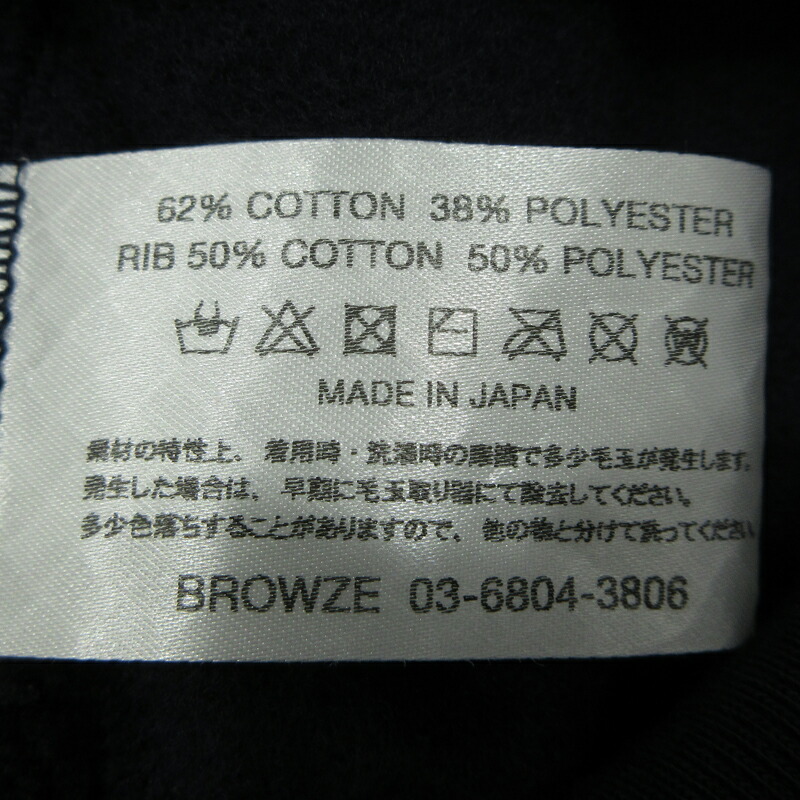 62% COTTON 38% POLYESTER
RIB 50% COTTON 50% POLYESTER
MADE IN JAPAN
素材の特性上、着用時・洗濯時の摩擦で多少毛玉が発生します。
発生した場合は、早期に毛玉取り器にて除去してください。
多少色落ちすることがありますので、他の物と分けて洗ってください
BROWZE 03-6804-3806